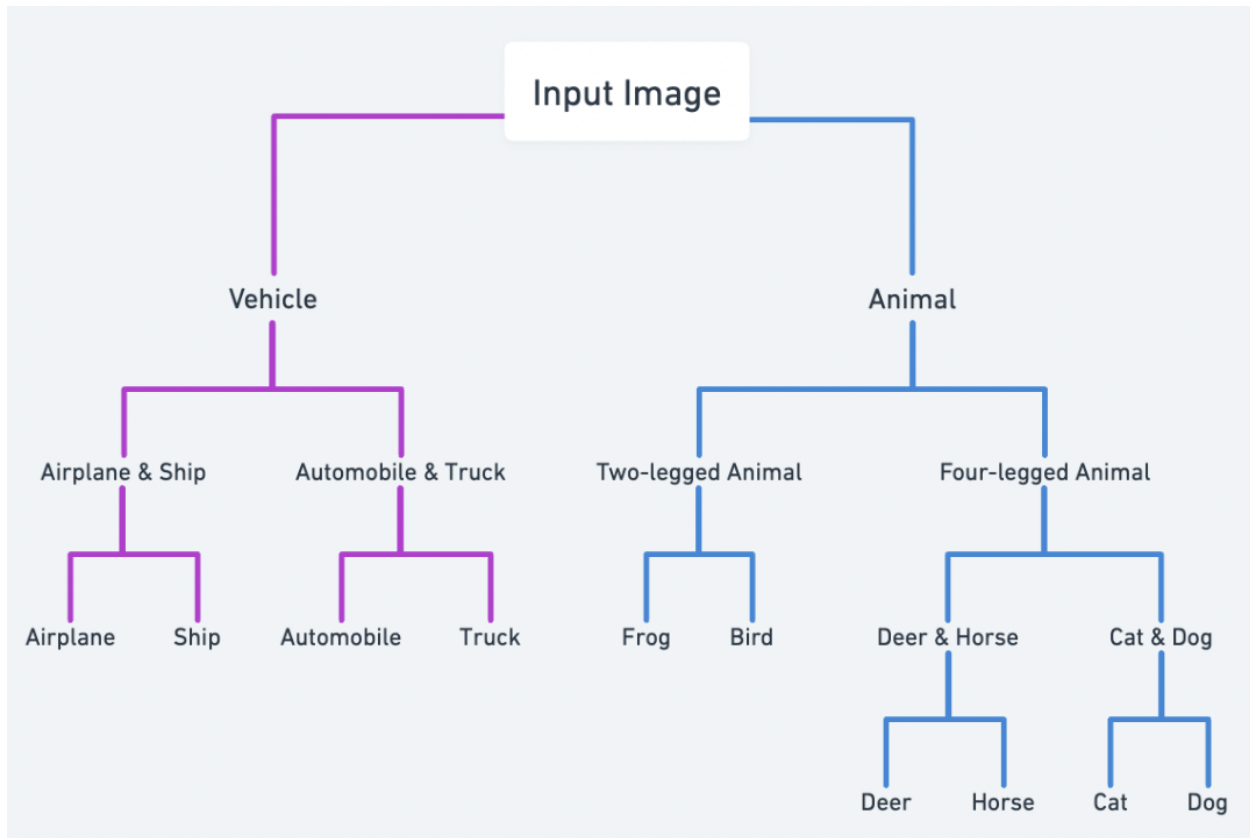 Input Image
Vehicle
Animal
Airplane & Ship
Automobile & Truck
Two-legged Animal
Four-legged Animal
Airplane
Ship
Automobile
Truck
Frog
Bird
Deer & Horse
Cat & Dog
Deer
Horse
Cat
Dog